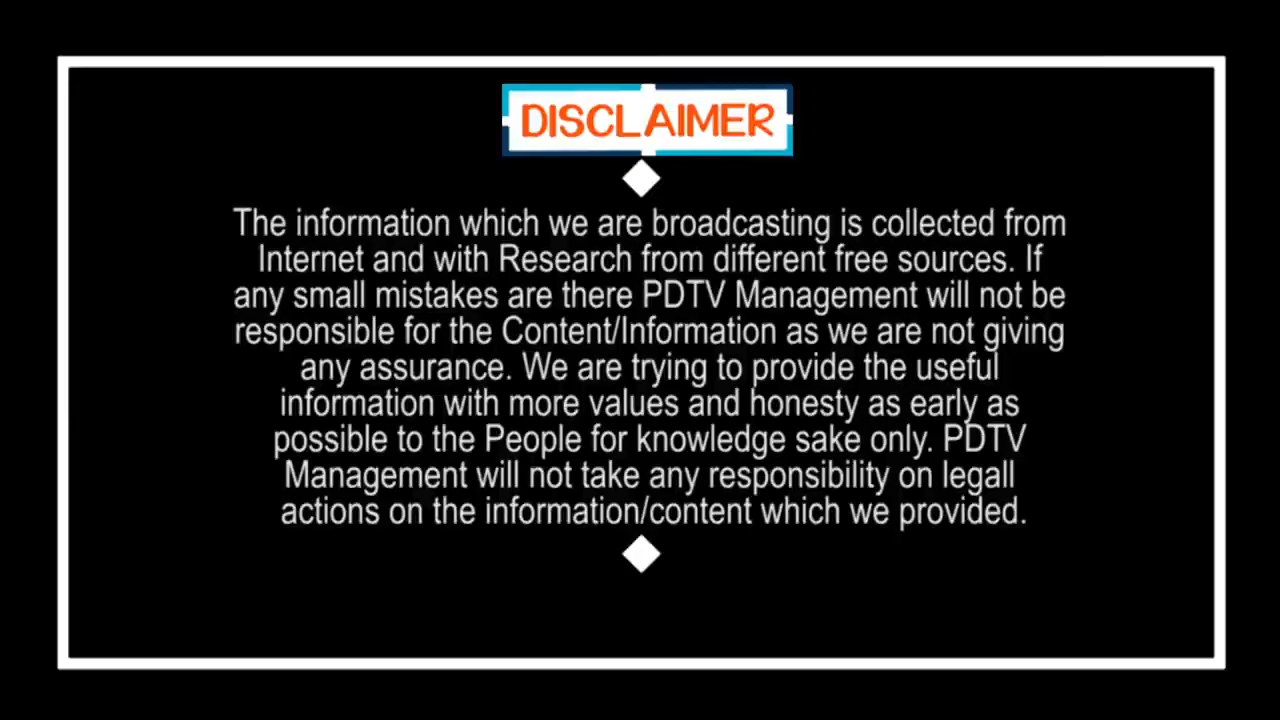 DISCLAIMER
The information which we are broadcasting is collected from
Internet and with Research from different free sources. If
any small mistakes are there PDTV Management will not be
responsible for the Content/Information as we are not giving
any assurance. We are trying to provide the useful
information with more values and honesty as early as
possible to the People for knowledge sake only. PDTV
Management will not take any responsibility on legall
actions on the information/content which we provided.